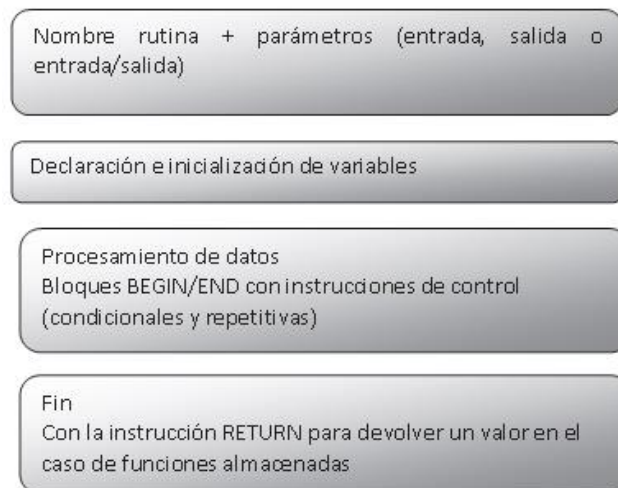 Nombre rutina + parámetros (entrada, salida o
entrada/salida)
Declaración e inicialización de variables
Procesamiento de datos
Bloques BEGIN/END con instrucciones de control
(condicionales y repetitivas)
Fin
Con la instrucción RETURN para devolver un valor en el
caso de funciones almacenadas